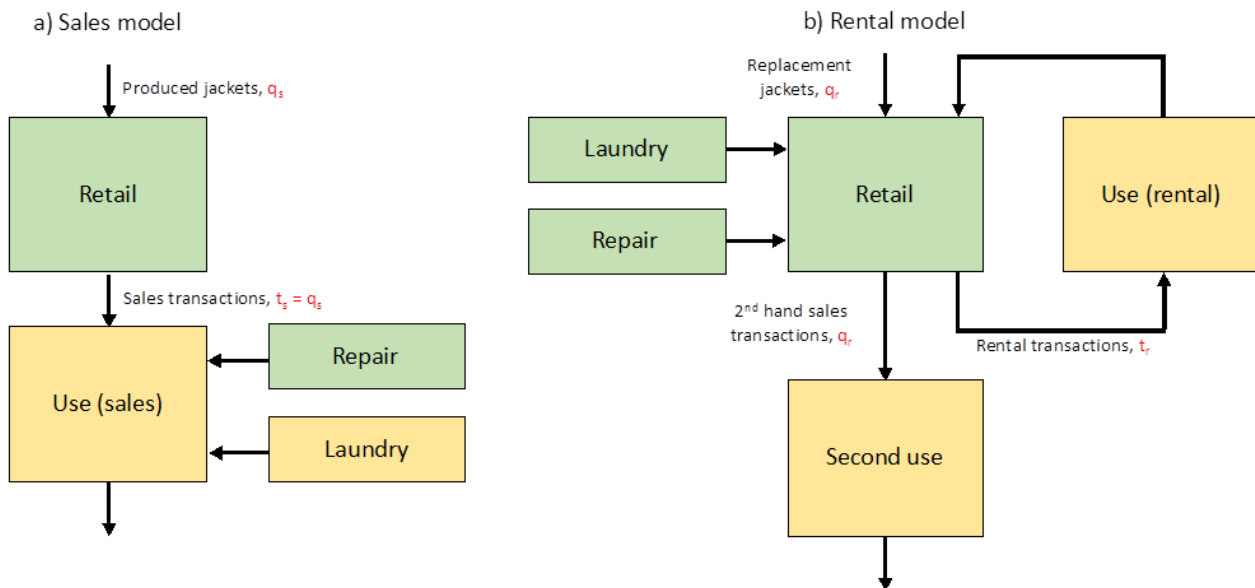 a) Sales model
Produced jackets, qₛ
Retail
Sales transactions, tₛ = qₛ
Use (sales)
Repair
Laundry
b) Rental model
Replacement
jackets, qᵣ
Laundry
Repair
Retail
Use (rental)
2ⁿᵈ hand sales
transactions, qᵣ
Rental transactions, tᵣ
Second use